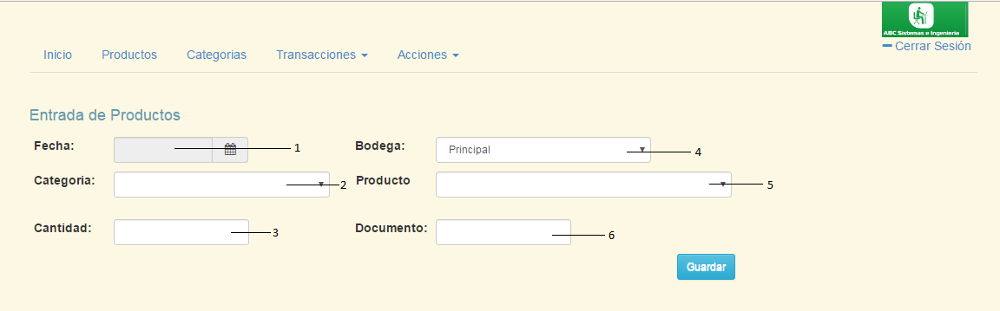 ABC Sistemas e Ingenieria
Cerrar Sesión
Inicio Productos Categorias Transacciones Acciones
Entrada de Productos
Fecha: 1 Bodega: Principal 4
Categoria: 2 Producto 5
Cantidad: 3 Documento: 6
Guardar